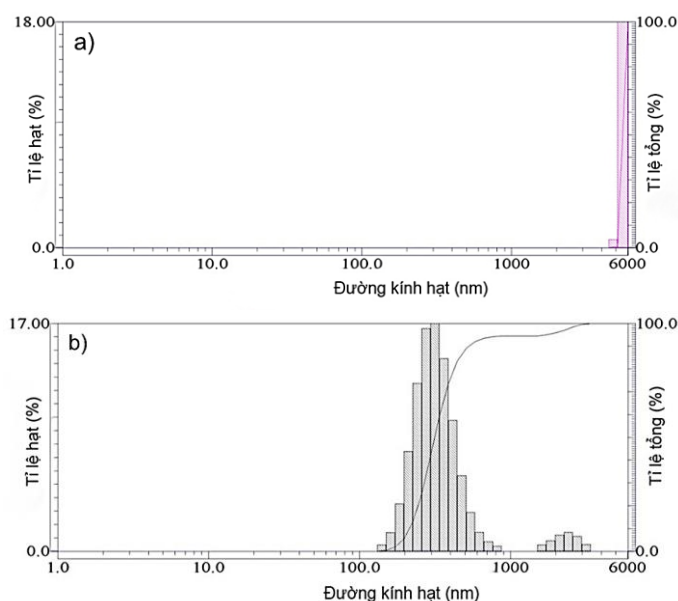 18.00
100.0
a)
Tỉ lệ hạt (%)
Tỉ lệ tổng (%)
0.0
0.0
1.0
10.0
100.0
1000
6000
Đường kính hạt (nm)
17.00
100.0
b)
Tỉ lệ hạt (%)
Tỉ lệ tổng (%)
0.0
0.0
1.0
10.0
100.0
1000
6000
Đường kính hạt (nm)